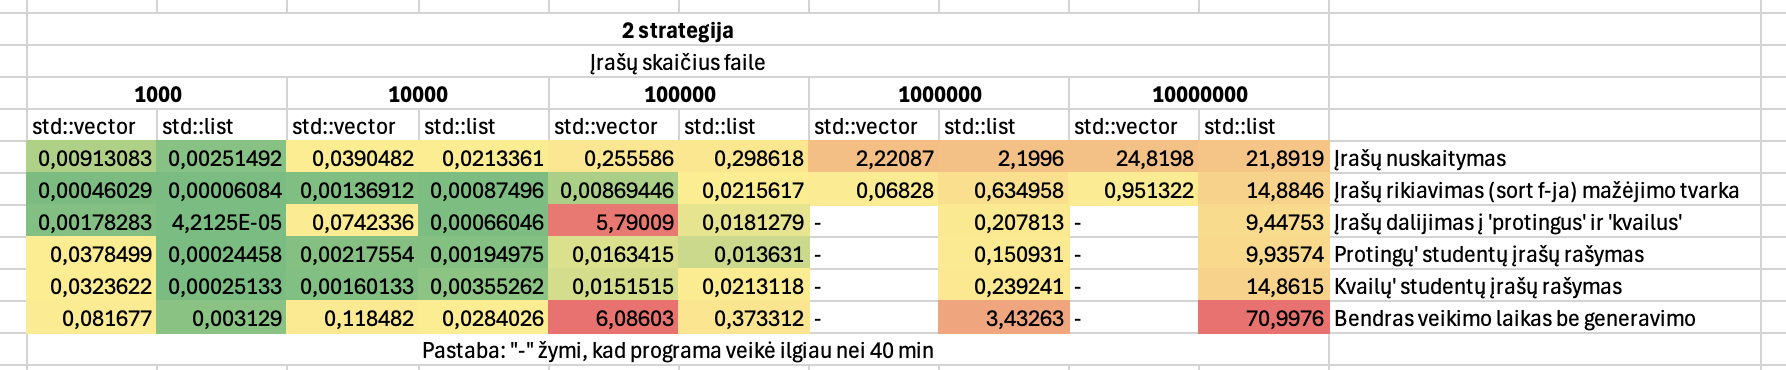 2 strategija
Įrašų skaičius faile
1000 10000 100000 1000000 10000000
std::vector std::list std::vector std::list std::vector std::list std::vector std::list std::vector std::list
0,00913083 0,00251492 0,0390482 0,0213361 0,255586 0,298618 2,22087 2,1996 24,8198 21,8919 Įrašų nuskaitymas
0,00046029 0,00006084 0,00136912 0,00087496 0,00869446 0,0215617 0,06828 0,634958 0,951322 14,8846 Įrašų rikiavimas (sort f-ja) mažėjimo tvarka
0,00178283 4,2125E-05 0,0742336 0,00066046 5,79009 0,0181279 - 0,207813 - 9,44753 Įrašų dalijimas į 'protingus' ir 'kvailus'
0,0378499 0,00024458 0,00217554 0,00194975 0,0163415 0,013631 - 0,150931 - 9,93574 Protingų' studentų įrašų rašymas
0,0323622 0,00025133 0,00160133 0,00355262 0,0151515 0,0213118 - 0,239241 - 14,8615 Kvailų' studentų įrašų rašymas
0,081677 0,003129 0,118482 0,0284026 6,08603 0,373312 - 3,43263 - 70,9976 Bendras veikimo laikas be generavimo
Pastaba: "-" žymi, kad programa veikė ilgiau nei 40 min